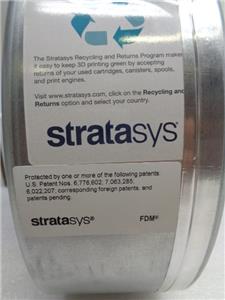 The Stratasys Recycling and Returns Program makes
it easy to keep 3D printing green by accepting
returns of your used cartridges, canisters, spools,
and print engines.
Visit www.stratasys.com, click on the Recycling and
Returns option and select your country.
stratasys®
Protected by one or more of the following patents:
U.S. Patent Nos. 6,776,602; 7,063,285;
6,022,207; corresponding foreign patents, and
patents pending.
stratasys® FDM®